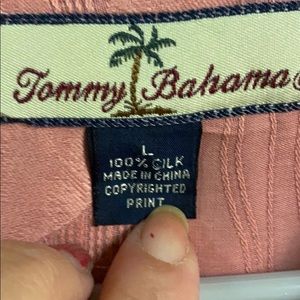 Tommy Bahama®
L
100% SILK
MADE IN CHINA
COPYRIGHTED
PRINT